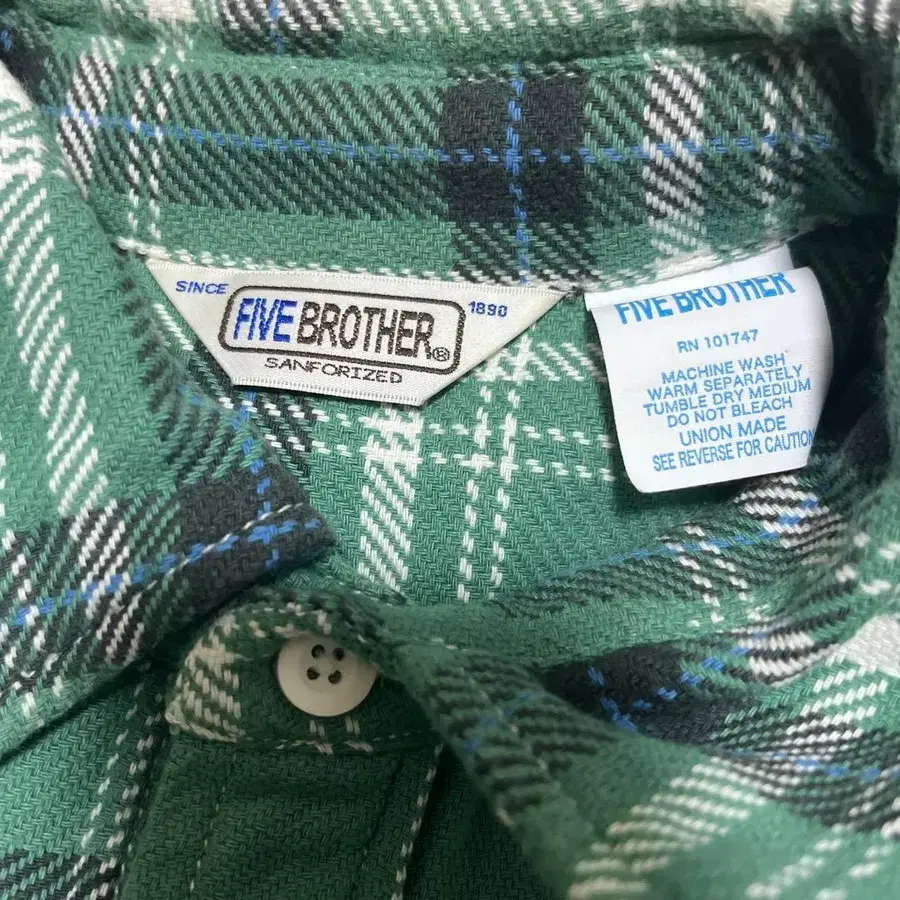 SINCE
1890
FIVE BROTHER®
SANFORIZED
FIVE BROTHER
RN 101747
MACHINE WASH
WARM SEPARATELY
TUMBLE DRY MEDIUM
DO NOT BLEACH
UNION MADE
SEE REVERSE FOR CAUTION